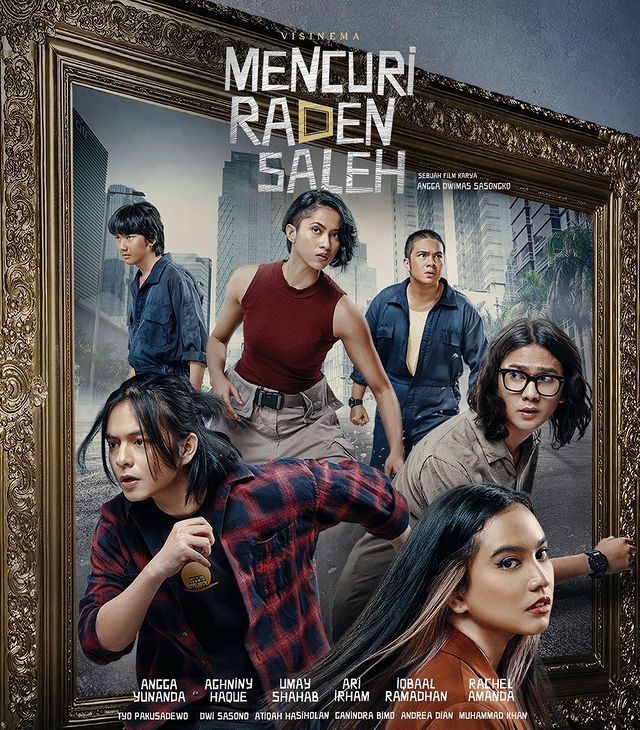 VISINEMA
MENCURI
RADEN
SALEH
SEBUAH FILM KARYA
ANGGA DWIMAS SASONGKO
ANGGA YUNANDA
AGHNINY HAQUE
UMAY SHAHAB
ARI IRHAM
IQBAAL RAMADHAN
RACHEL AMANDA
TYO PAKUSADEWO DWI SASONO ATIQAH HASIHOLAN GANINDRA BIMO ANDREA DIAN MUHAMMAD KHAN